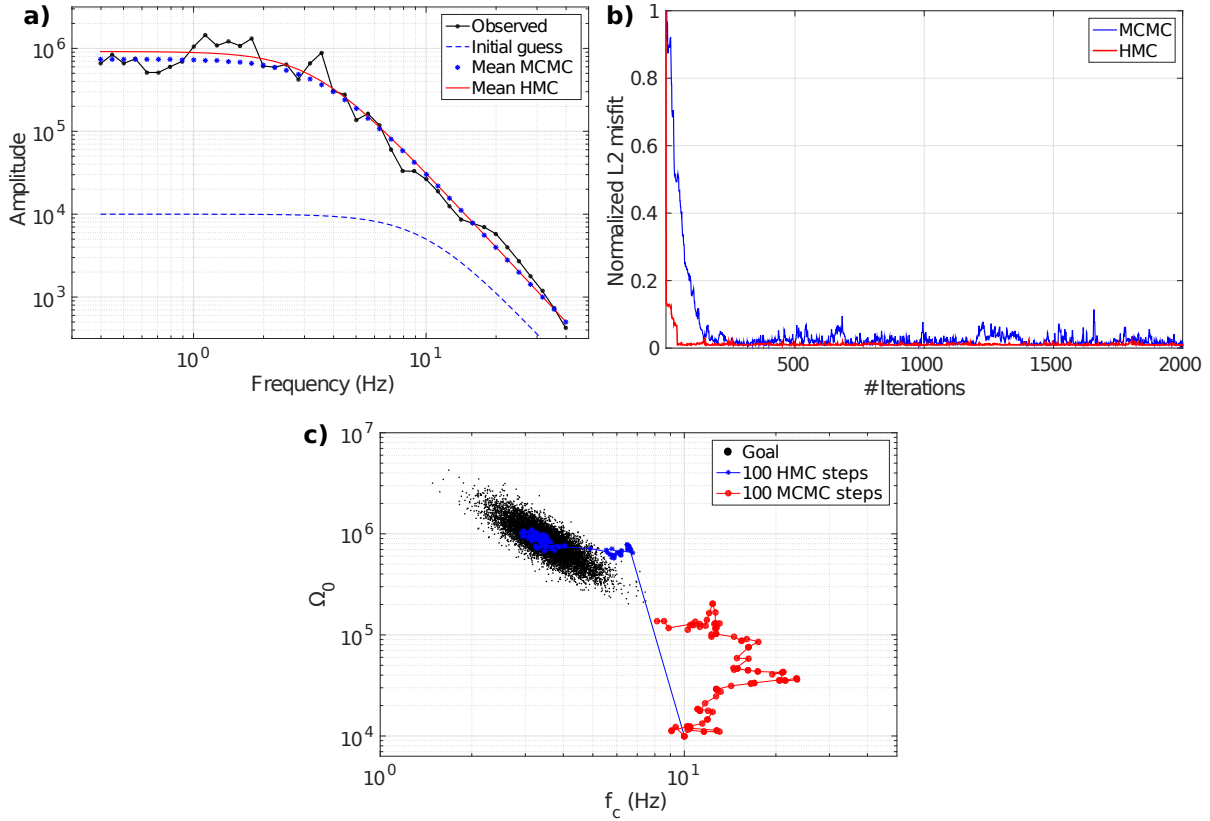 a)
Observed
Initial guess
Mean MCMC
Mean HMC
10^6
10^5
10^4
10^3
Amplitude
10^0
10^1
Frequency (Hz)
b)
MCMC
HMC
1
0.8
0.6
0.4
0.2
0
Normalized L2 misfit
500
1000
1500
2000
#Iterations
c)
Goal
100 HMC steps
100 MCMC steps
10^7
10^6
10^5
10^4
Ω_0
10^0
10^1
f_c (Hz)